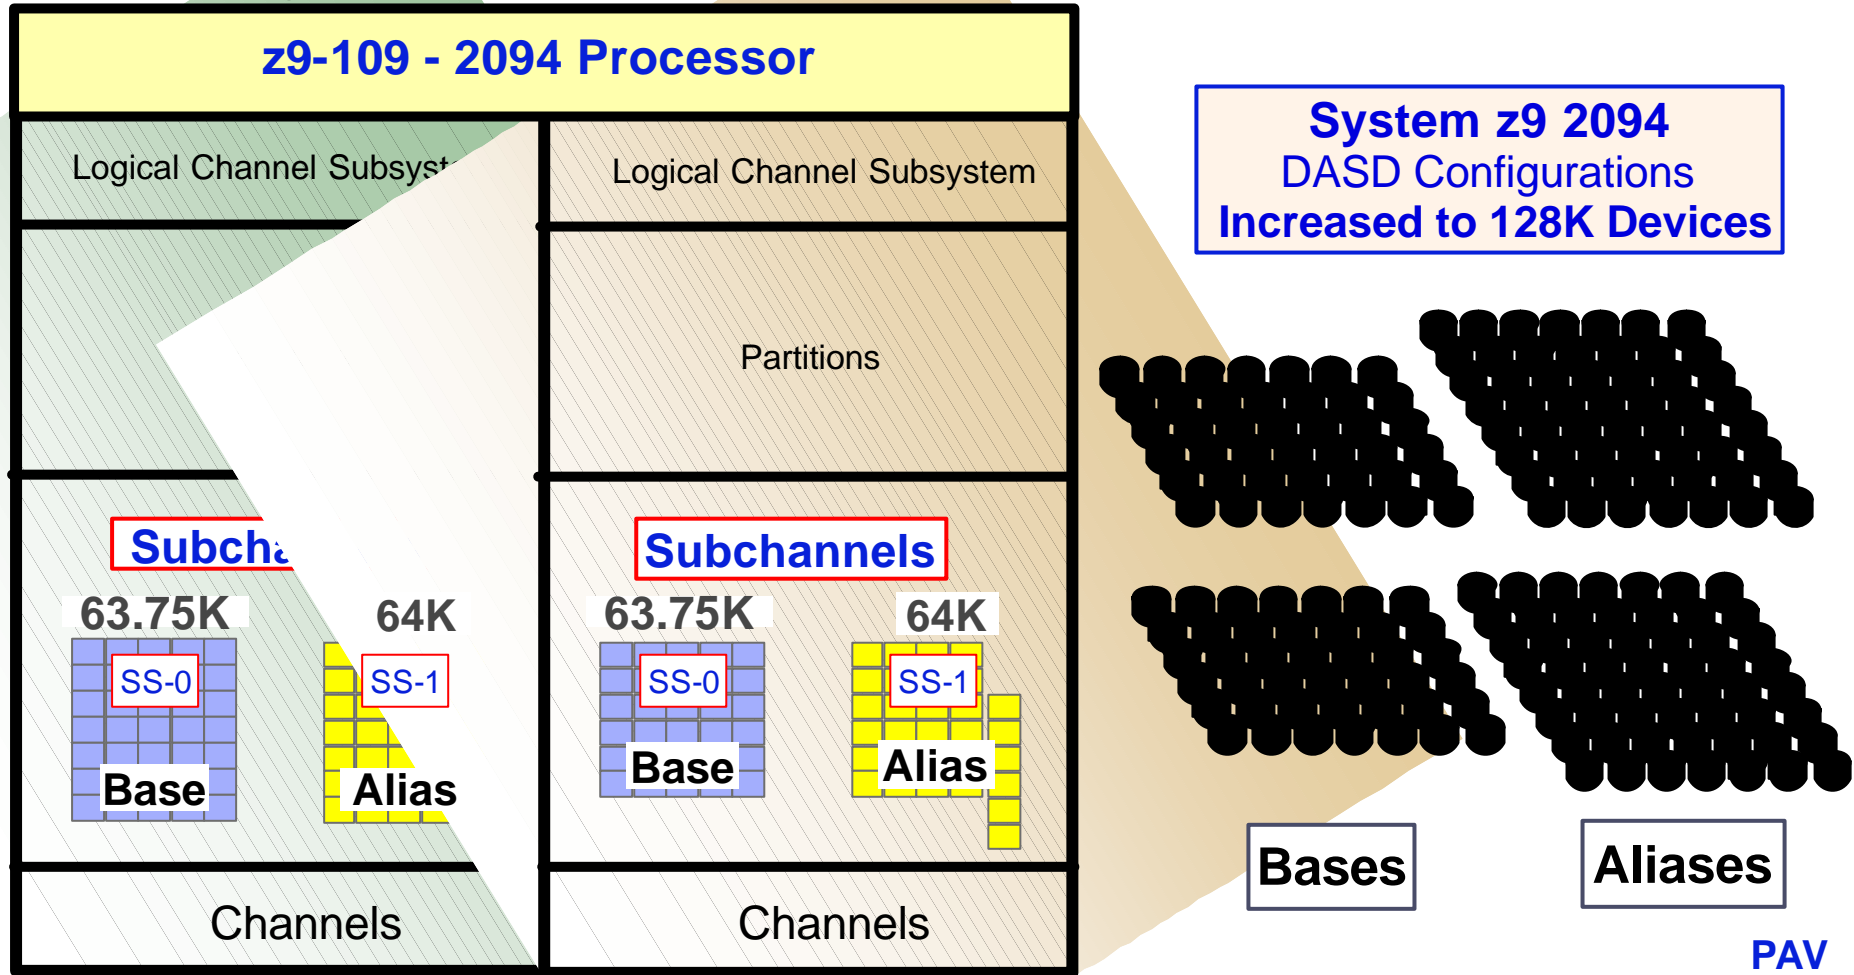 z9-109 - 2094 Processor
Logical Channel
Logical Channel Subsystem
System z9 2094
DASD Configurations
Increased to 128K Devices
Partitions
Subchannels
63.75K
64K
63.75K
64K
SS-0
SS-1
SS-0
SS-1
Base
Alias
Base
Alias
Bases
Aliases
Channels
Channels
PAV